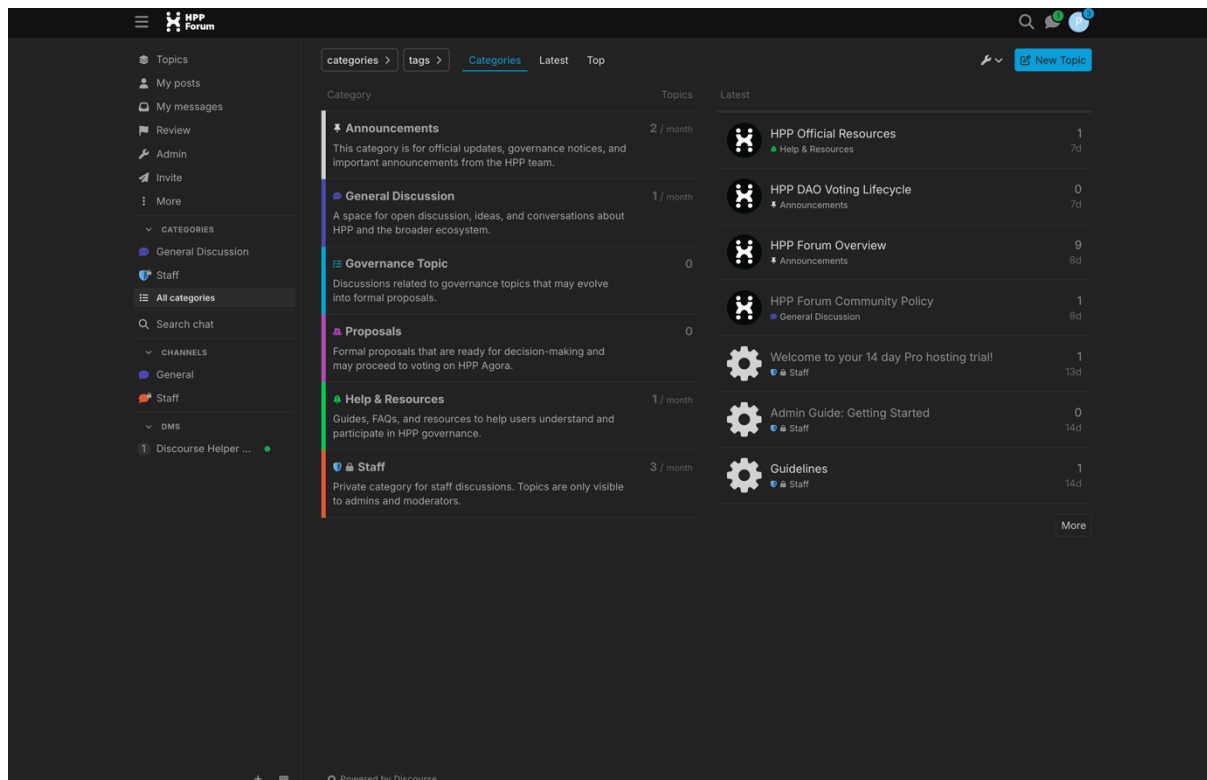 HPP
Forum
1
P
3
Topics
My posts
My messages
Review
Admin
Invite
More
CATEGORIES
General Discussion
Staff
All categories
Search chat
CHANNELS
General
Staff
DMS
1 Discourse Helper ...
categories > tags > Categories Latest Top
New Topic
Category Topics
Announcements 2 / month
This category is for official updates, governance notices, and
important announcements from the HPP team.
General Discussion 1 / month
A space for open discussion, ideas, and conversations about
HPP and the broader ecosystem.
Governance Topic 0
Discussions related to governance topics that may evolve
into formal proposals.
Proposals 0
Formal proposals that are ready for decision-making and
may proceed to voting on HPP Agora.
Help & Resources 1 / month
Guides, FAQs, and resources to help users understand and
participate in HPP governance.
Staff 3 / month
Private category for staff discussions. Topics are only visible
to admins and moderators.
Latest
HPP Official Resources 1
Help & Resources 7d
HPP DAO Voting Lifecycle 0
Announcements 7d
HPP Forum Overview 9
Announcements 8d
HPP Forum Community Policy 1
General Discussion 8d
Welcome to your 14 day Pro hosting trial! 1
Staff 13d
Admin Guide: Getting Started 0
Staff 14d
Guidelines 1
Staff 14d
More
Powered by Discourse